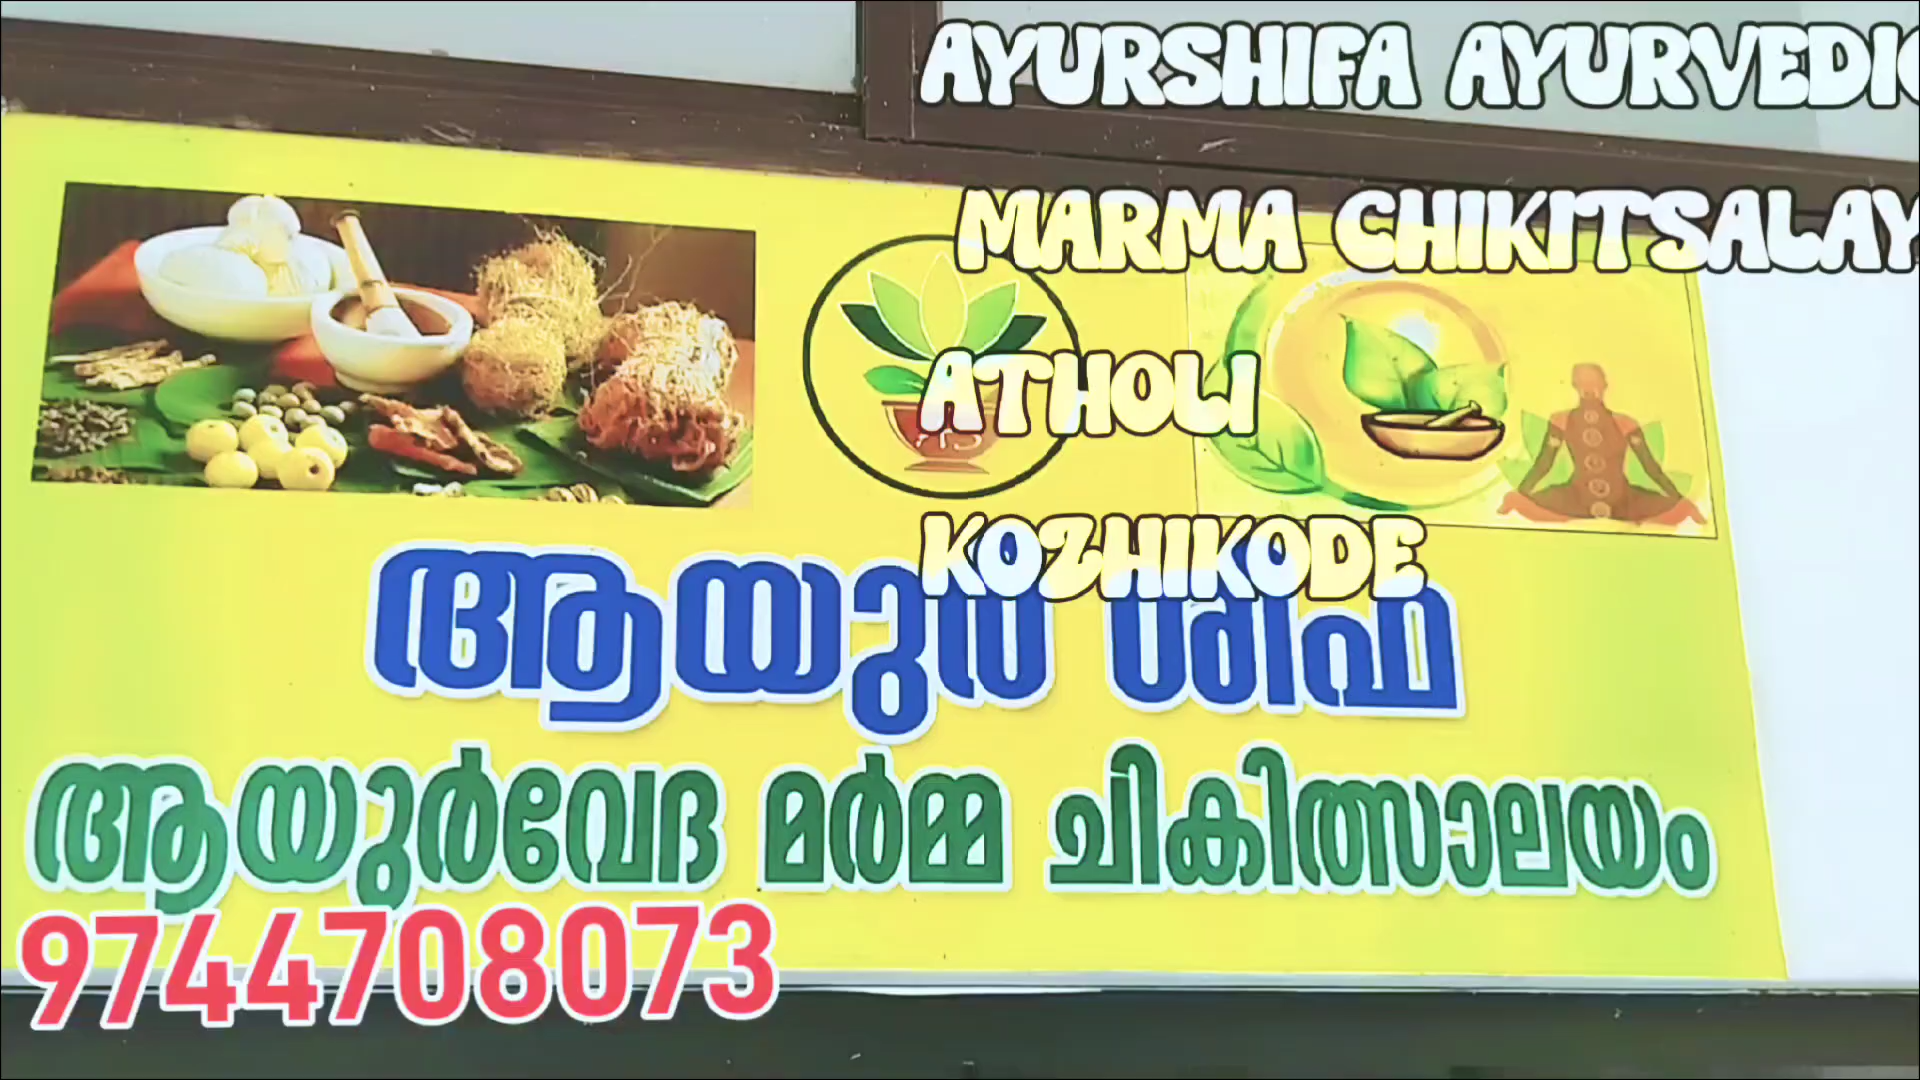 AYURSHIFA AYURVEDIC
MARMA CHIKITSALAY
ATHOLI
KOZHIKODE
ആയുർ ശിഫ
ആയുർവേദ മർമ്മ ചികിത്സാലയം
9744708073